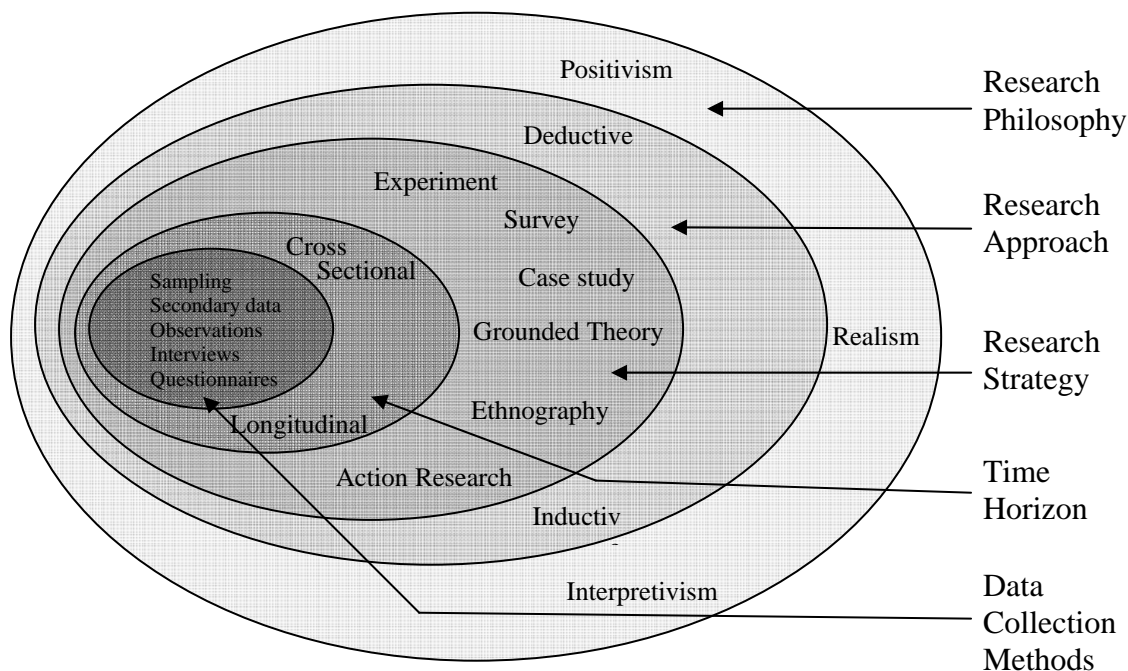 Positivism
Deductive
Experiment
Survey
Cross
Sectional
Case study
Sampling
Secondary data
Observations
Interviews
Questionnaires
Grounded Theory
Realism
Ethnography
Longitudinal
Action Research
Inductiv
Interpretivism
Research
Philosophy
Research
Approach
Research
Strategy
Time
Horizon
Data
Collection
Methods